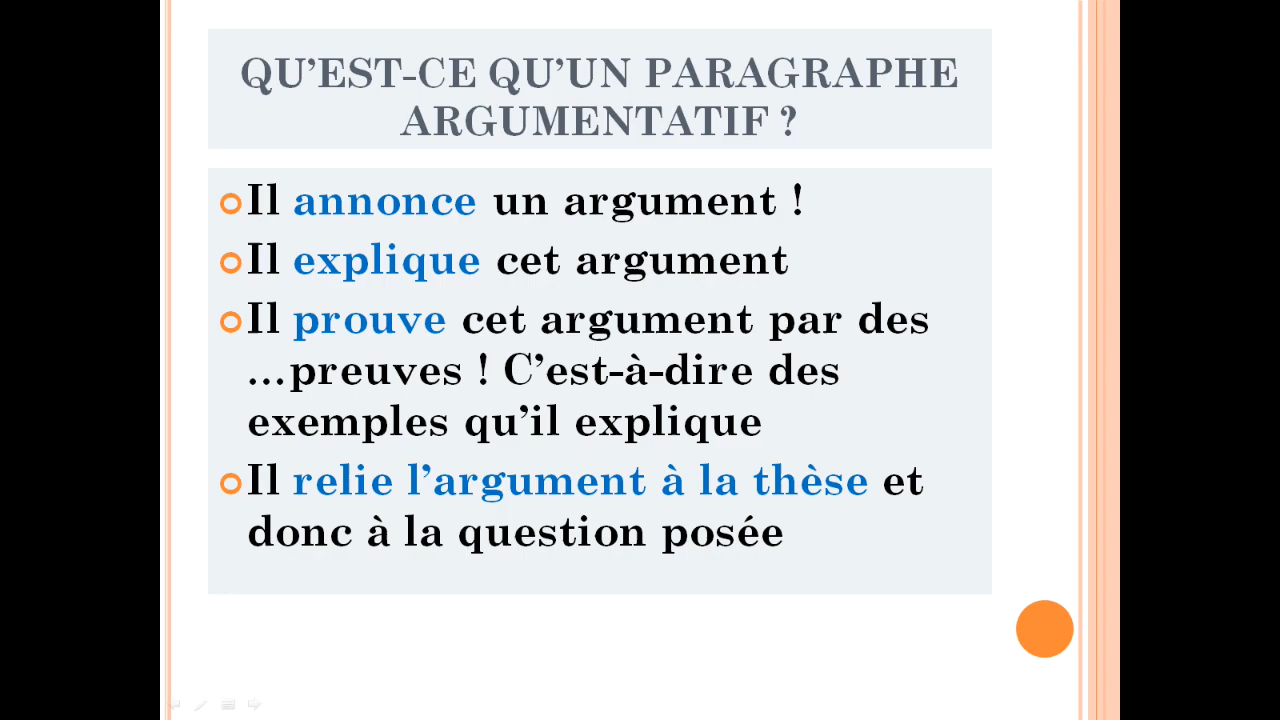 QU’EST-CE QU’UN PARAGRAPHE
ARGUMENTATIF ?
Il annonce un argument !
Il explique cet argument
Il prouve cet argument par des
…preuves ! C’est-à-dire des
exemples qu’il explique
Il relie l’argument à la thèse et
donc à la question posée